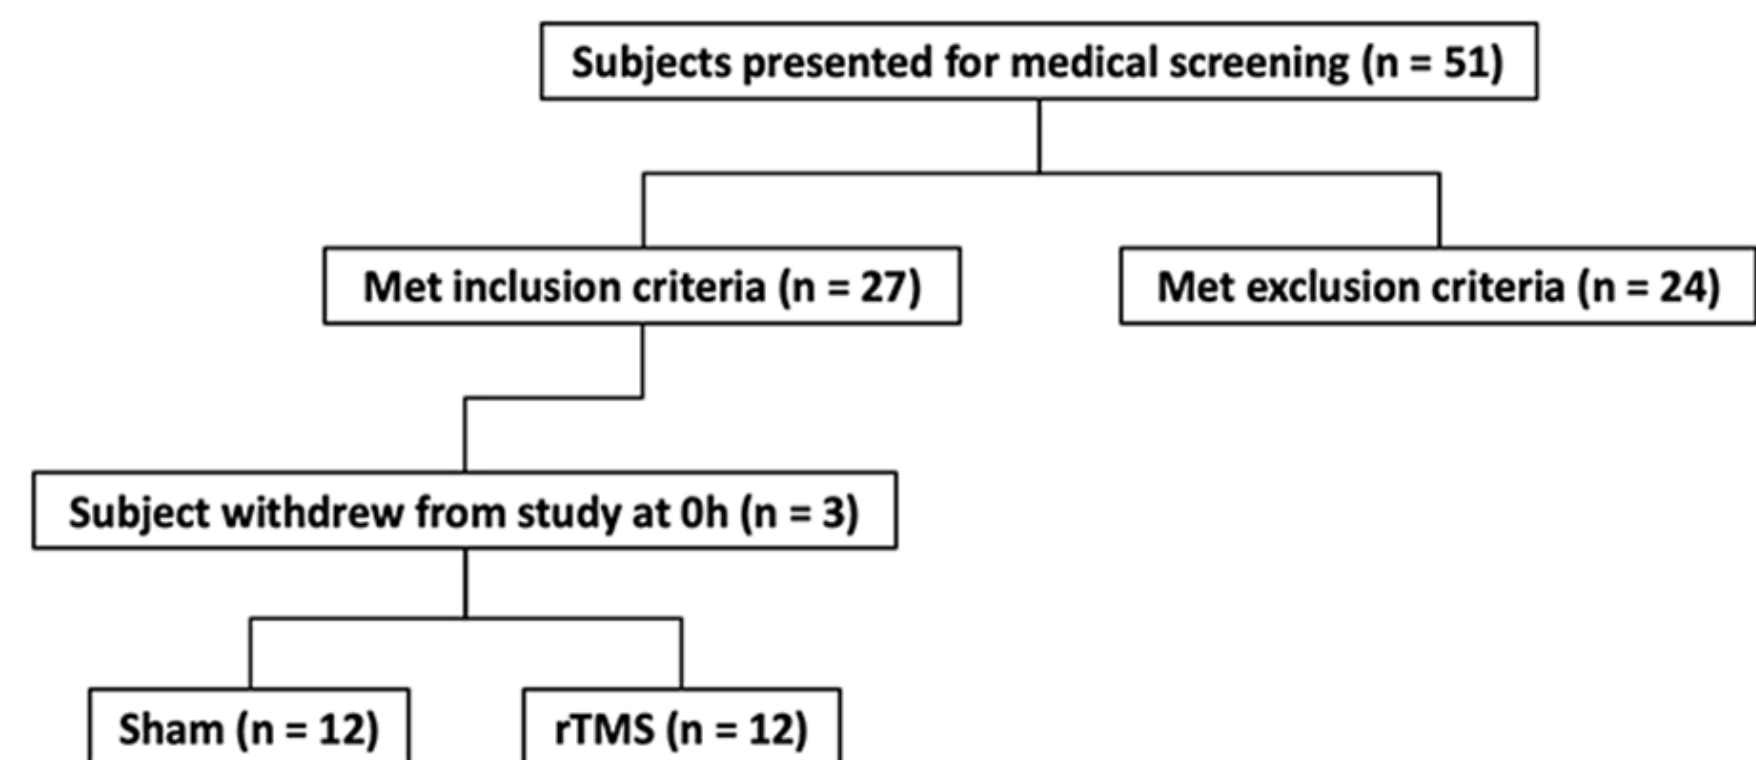 Subjects presented for medical screening (n = 51)
Met inclusion criteria (n = 27)
Met exclusion criteria (n = 24)
Subject withdrew from study at 0h (n = 3)
Sham (n = 12)
rTMS (n = 12)